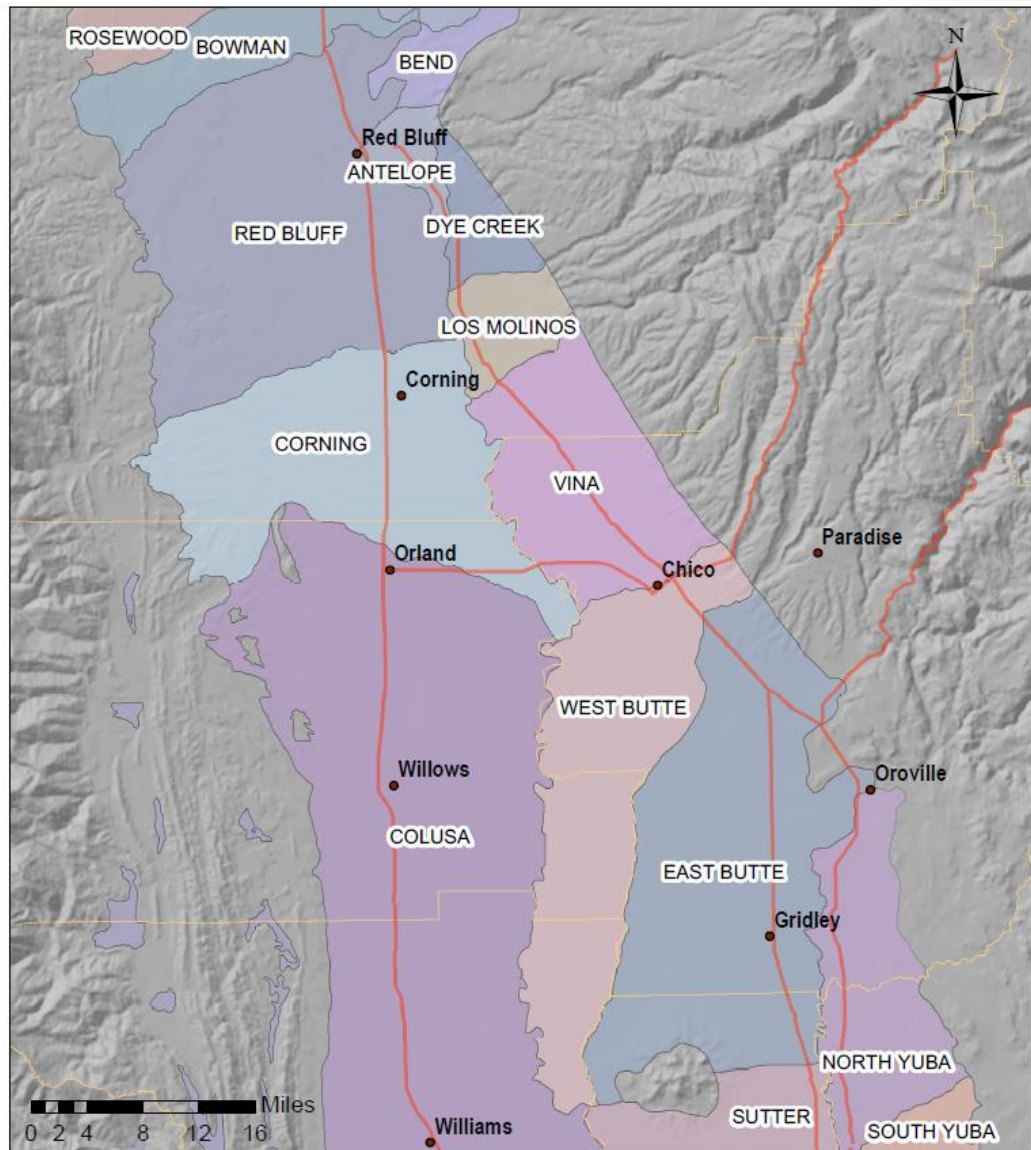 ROSEWOOD
BOWMAN
BEND
N
Red Bluff
ANTELOPE
RED BLUFF
DYE CREEK
LOS MOLINOS
Corning
CORNING
VINA
Orland
Paradise
Chico
WEST BUTTE
Willows
Oroville
COLUSA
EAST BUTTE
Gridley
NORTH YUBA
Miles
0 2 4 8 12 16
SUTTER
Williams
SOUTH YUBA